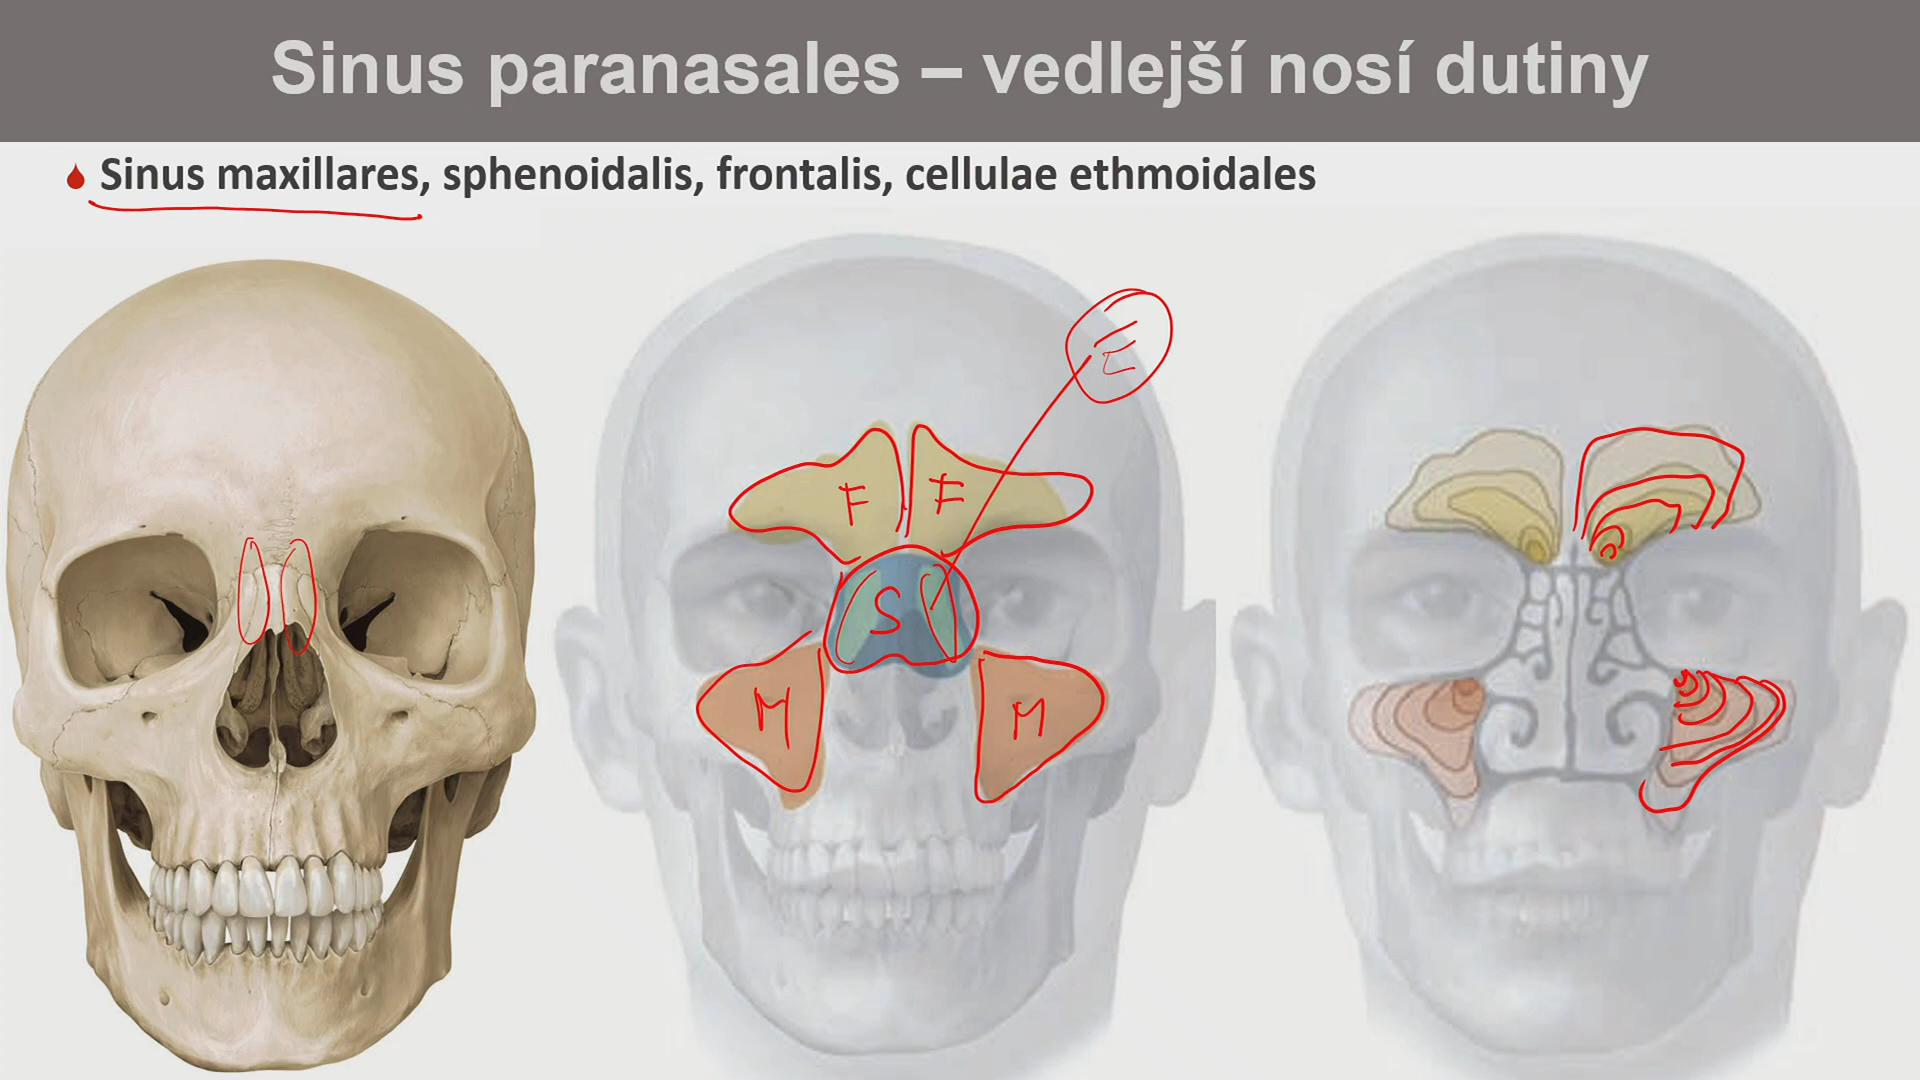 Sinus paranasales – vedlejší nosí dutiny
Sinus maxillares, sphenoidalis, frontalis, cellulae ethmoidales
E
F F
S
M M